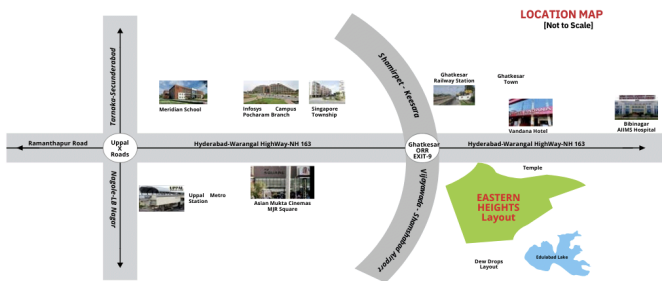 LOCATION MAP
[Not to Scale]
Tarnaka-Secunderabad
Shamirpet - Keesara
Ghatkesar
Railway Station
Ghatkesar
Town
Meridian School
Infosys Campus
Pocharam Branch
Singapore
Township
Vandana Hotel
Bibinagar
AIIMS Hospital
Ramanthapur Road
Uppal
X
Roads
Hyderabad-Warangal HighWay-NH 163
Ghatkesar
ORR
EXIT-9
Hyderabad-Warangal HighWay-NH 163
Nagole-LB Nagar
UPPAL
Uppal Metro
Station
Asian Mukta Cinemas
MJR Square
Vijayawada - Shamshabad Airport
Temple
EASTERN
HEIGHTS
Layout
Dew Drops
Layout
Edulabad Lake